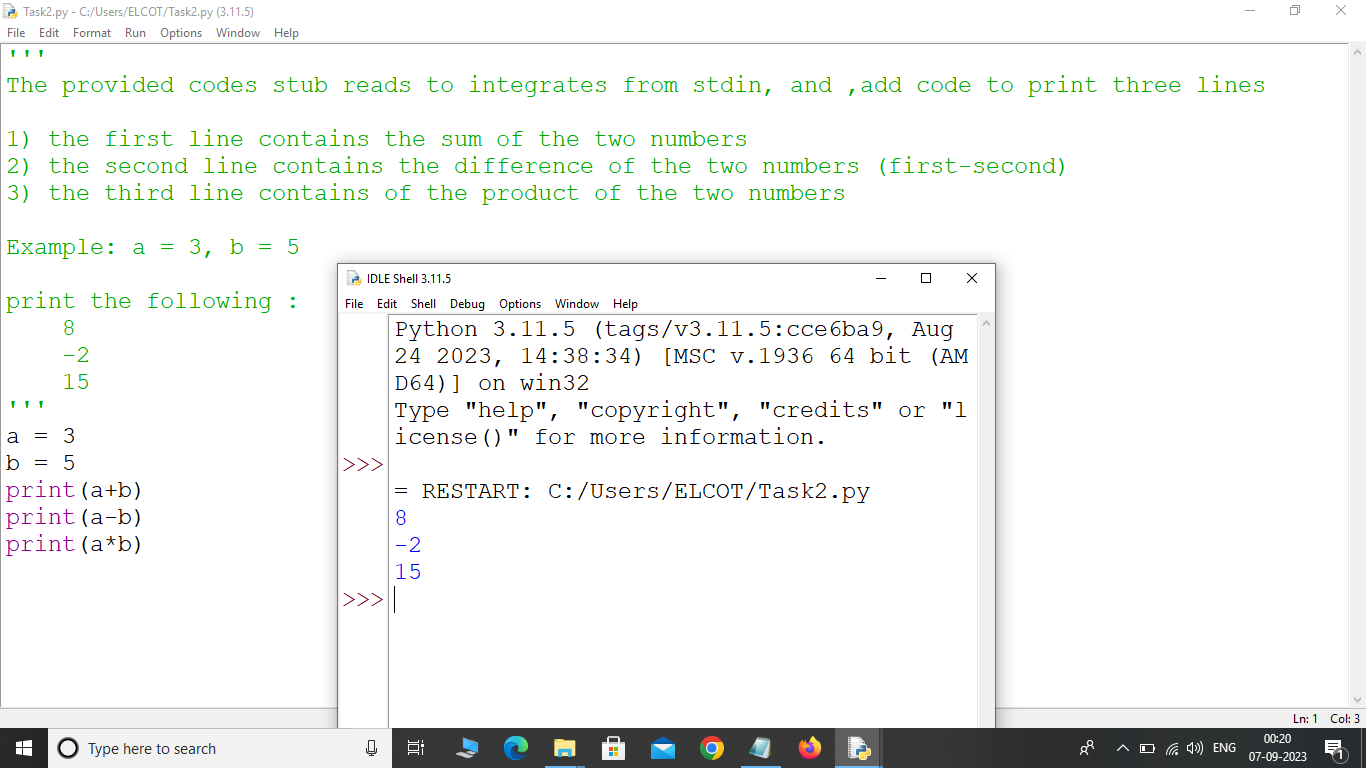 Task2.py - C:/Users/ELCOT/Task2.py (3.11.5)
File Edit Format Run Options Window Help
'''
The provided codes stub reads to integrates from stdin, and ,add code to print three lines
1) the first line contains the sum of the two numbers
2) the second line contains the difference of the two numbers (first-second)
3) the third line contains of the product of the two numbers
Example: a = 3, b = 5
print the following :
8
-2
15
'''
a = 3
b = 5
print(a+b)
print(a-b)
print(a*b)
IDLE Shell 3.11.5
File Edit Shell Debug Options Window Help
Python 3.11.5 (tags/v3.11.5:cce6ba9, Aug
24 2023, 14:38:34) [MSC v.1936 64 bit (AM
D64)] on win32
Type "help", "copyright", "credits" or "l
icense()" for more information.
>>>
= RESTART: C:/Users/ELCOT/Task2.py
8
-2
15
>>>
Ln: 1 Col: 3
Type here to search
ENG
00:20
07-09-2023
1